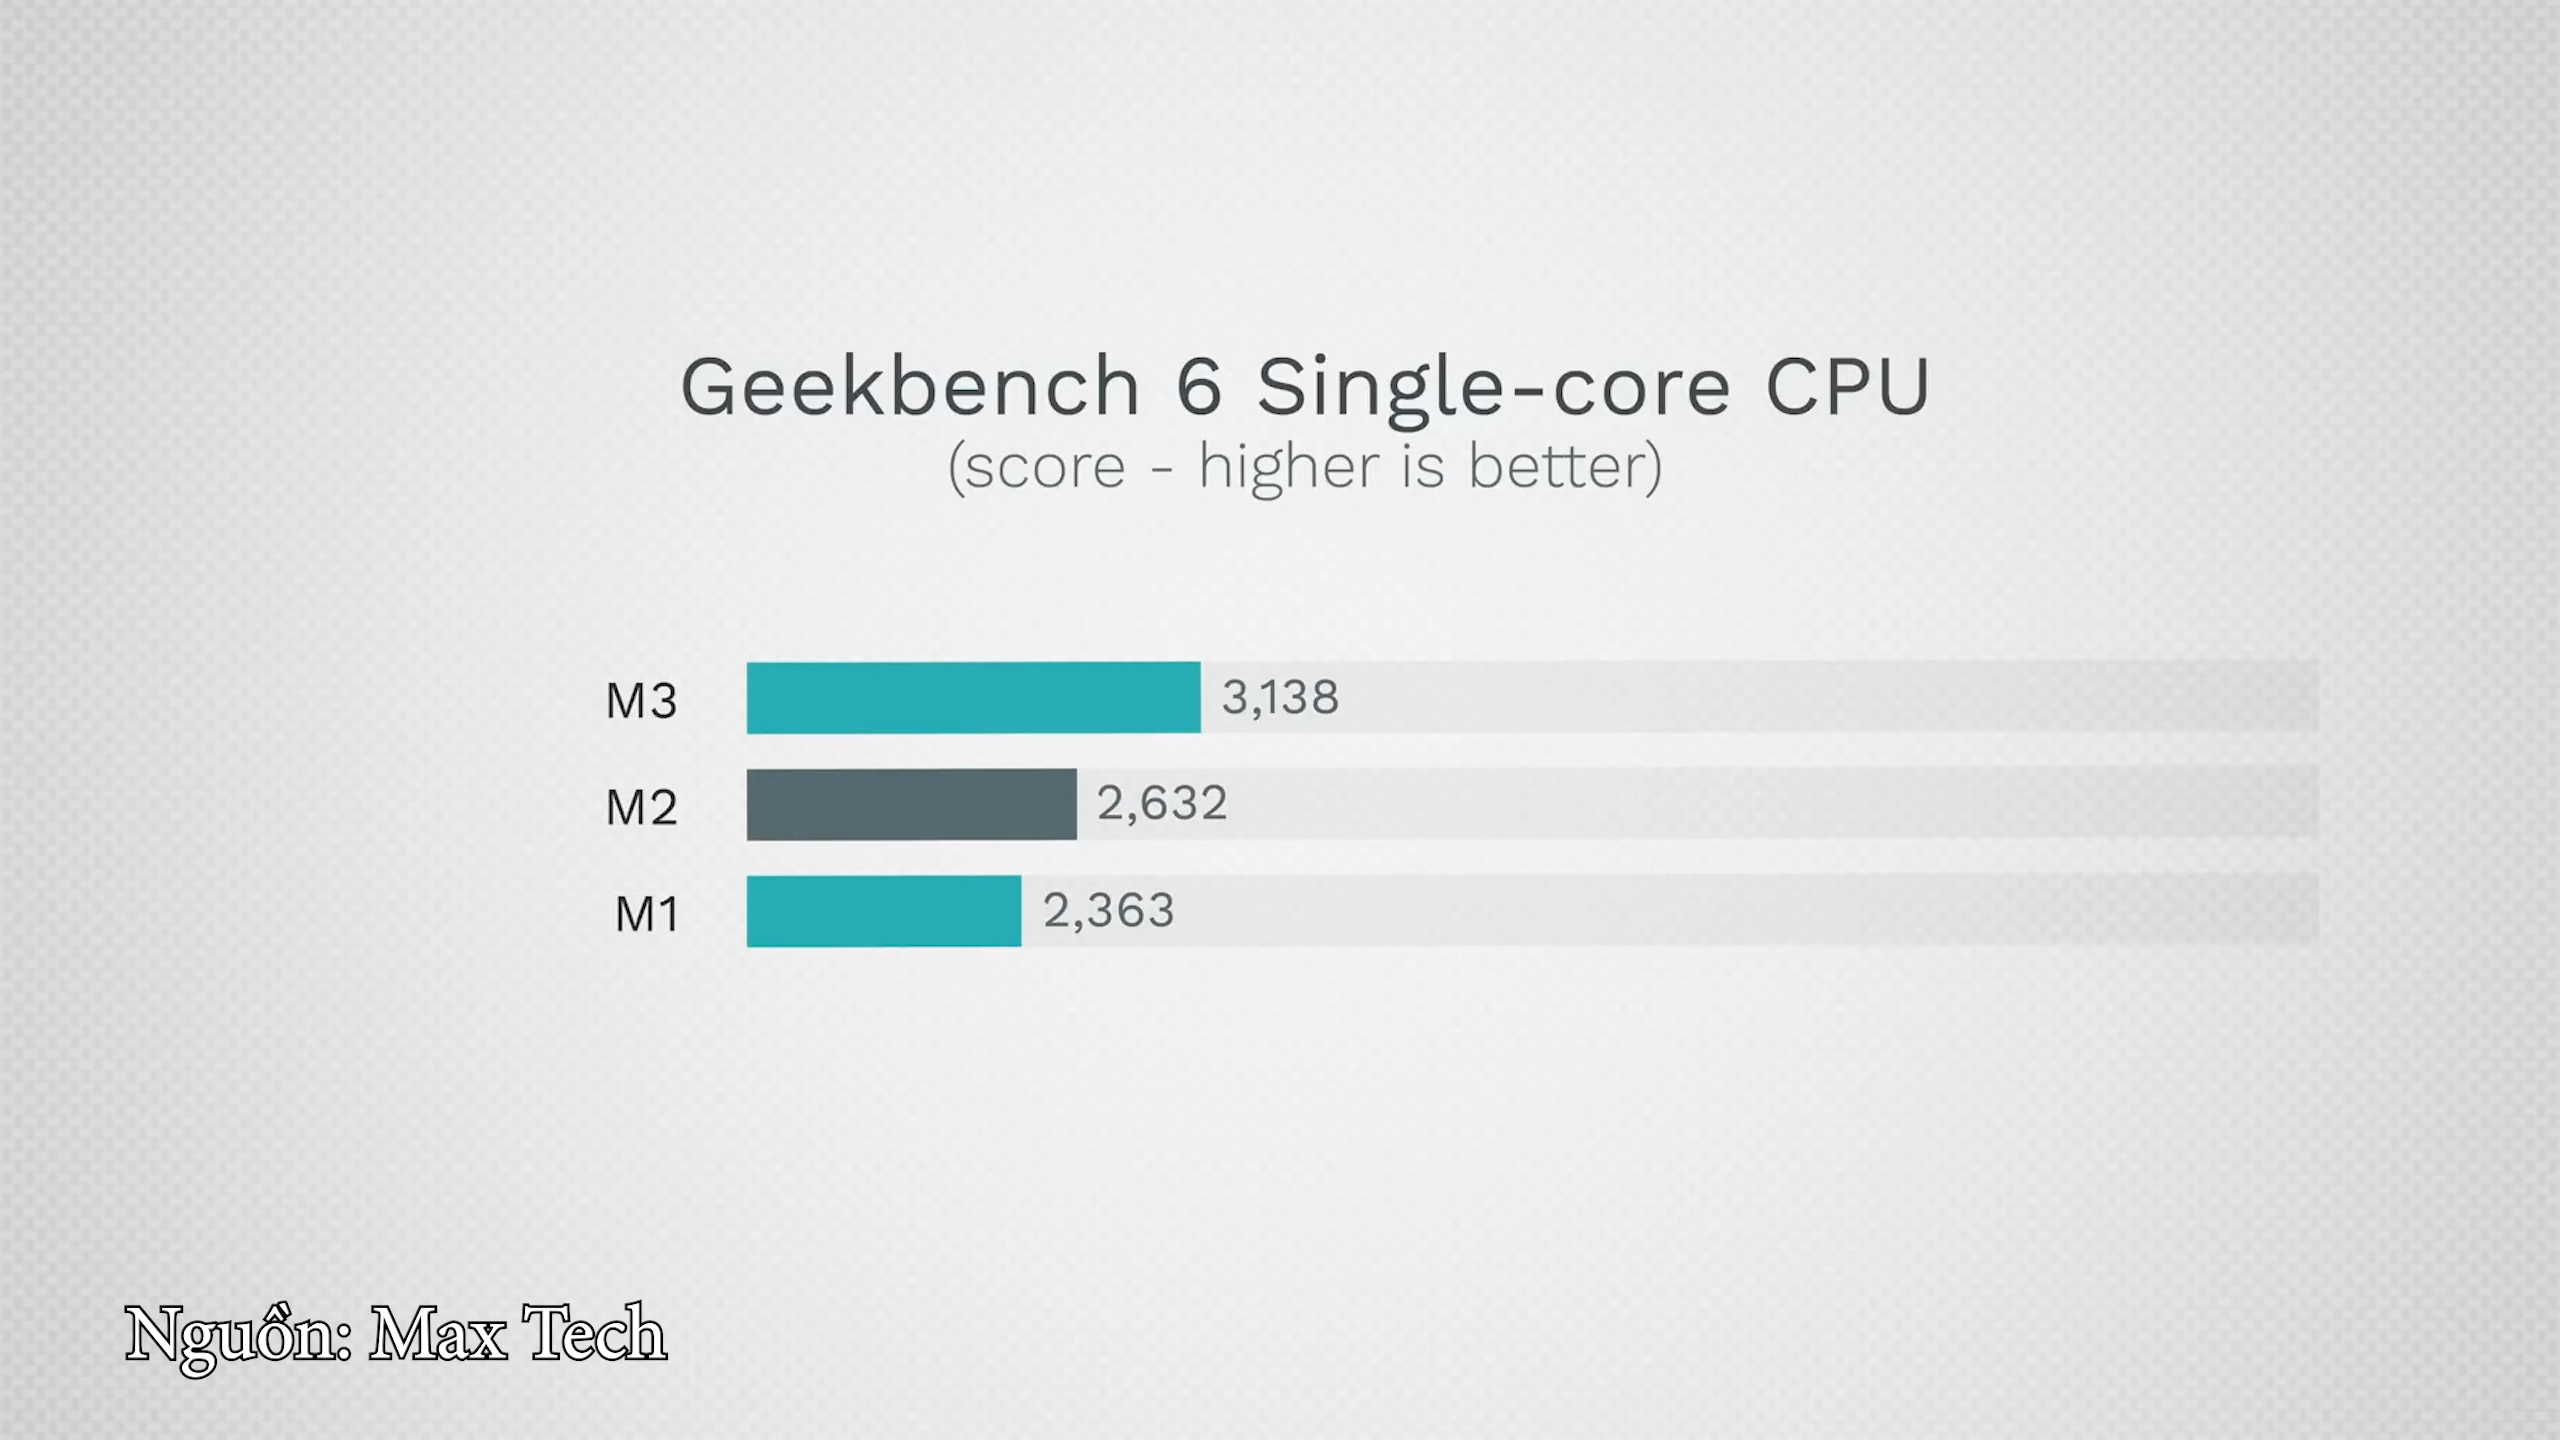 Geekbench 6 Single-core CPU
(score - higher is better)
M3 3,138
M2 2,632
M1 2,363
Nguồn: Max Tech